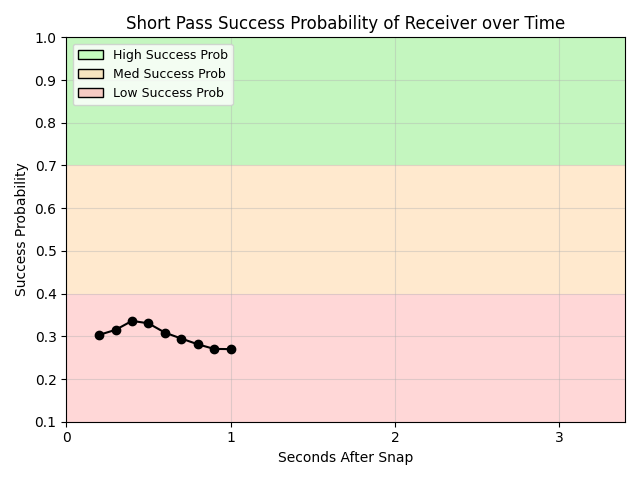 Short Pass Success Probability of Receiver over Time
High Success Prob
Med Success Prob
Low Success Prob
Success Probability
1.0
0.9
0.8
0.7
0.6
0.5
0.4
0.3
0.2
0.1
0
1
2
3
Seconds After Snap